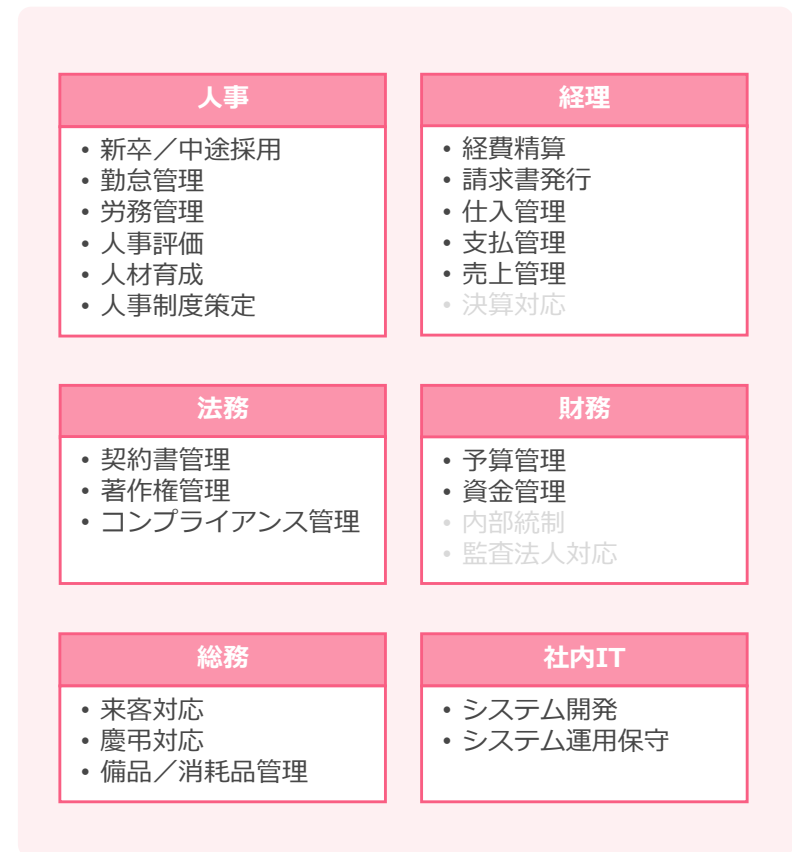 人事
• 新卒／中途採用
• 勤怠管理
• 労務管理
• 人事評価
• 人材育成
• 人事制度策定
経理
• 経費精算
• 請求書発行
• 仕入管理
• 支払管理
• 売上管理
• 決算対応
法務
• 契約書管理
• 著作権管理
• コンプライアンス管理
財務
• 予算管理
• 資金管理
• 内部統制
• 監査法人対応
総務
• 来客対応
• 慶弔対応
• 備品／消耗品管理
社内IT
• システム開発
• システム運用保守